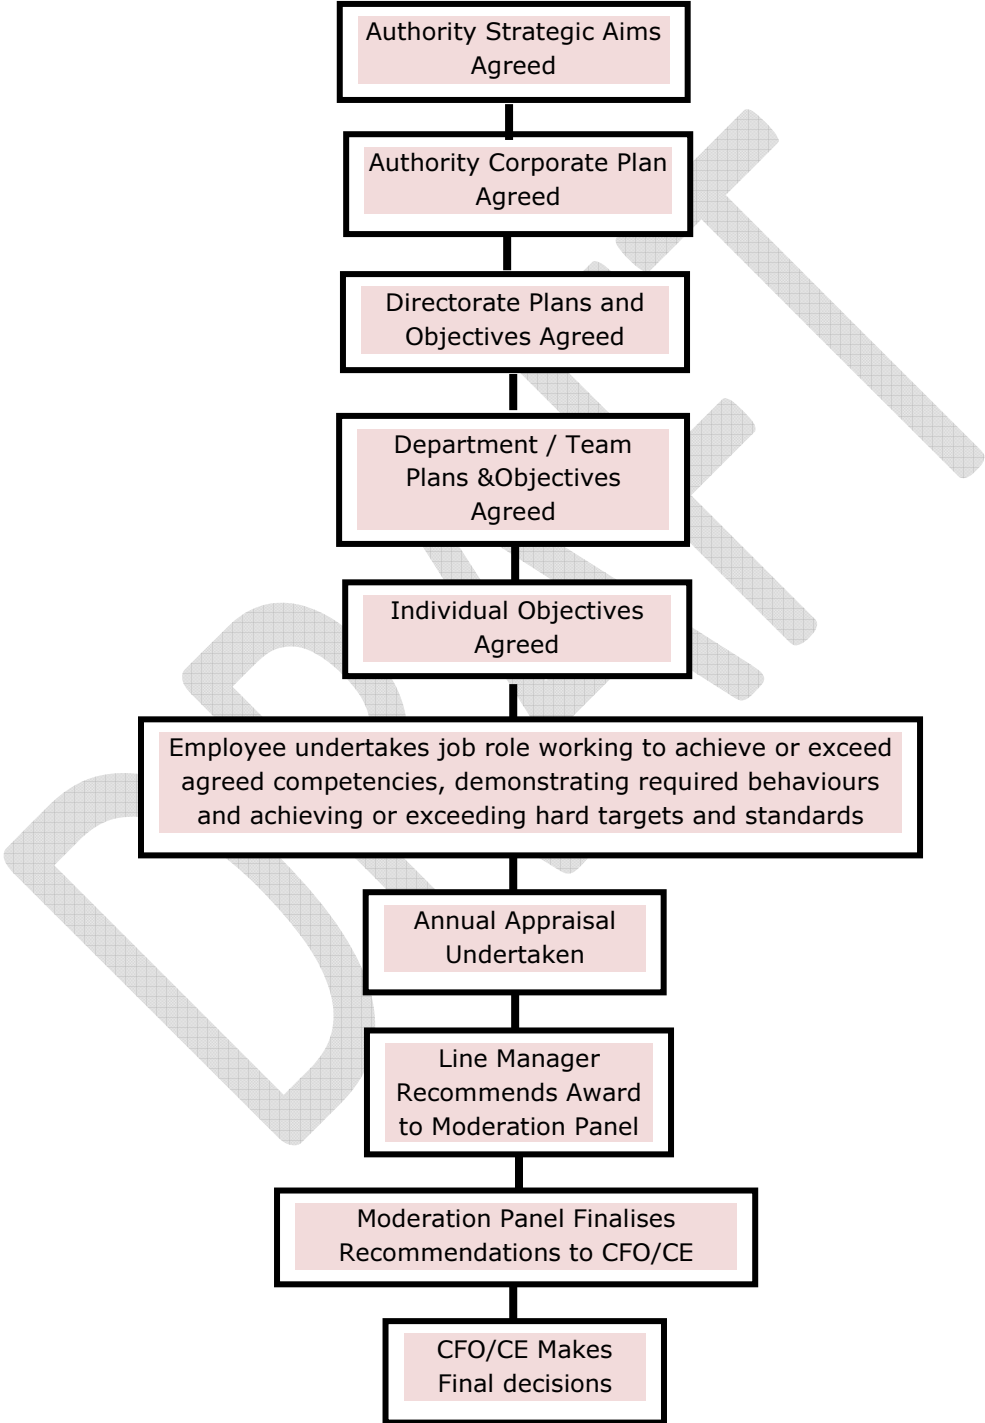 Authority Strategic Aims
Agreed
Authority Corporate Plan
Agreed
Directorate Plans and
Objectives Agreed
Department / Team
Plans &Objectives
Agreed
Individual Objectives
Agreed
Employee undertakes job role working to achieve or exceed
agreed competencies, demonstrating required behaviours
and achieving or exceeding hard targets and standards
Annual Appraisal
Undertaken
Line Manager
Recommends Award
to Moderation Panel
Moderation Panel Finalises
Recommendations to CFO/CE
CFO/CE Makes
Final decisions
DRAFT